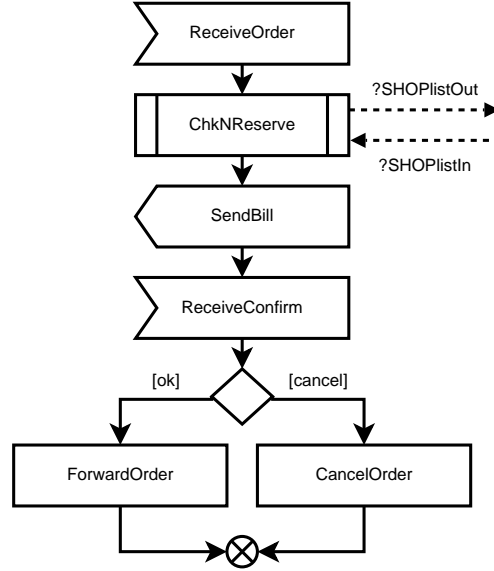 ReceiveOrder
?SHOPlistOut
ChkNReserve
?SHOPlistIn
SendBill
ReceiveConfirm
[ok]
[cancel]
ForwardOrder
CancelOrder